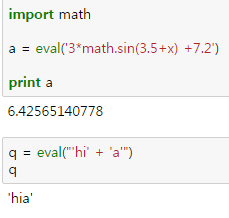 import math
a = eval('3*math.sin(3.5+x) +7.2')
print a
6.42565140778
q = eval("'hi' + 'a'")
q
'hia'